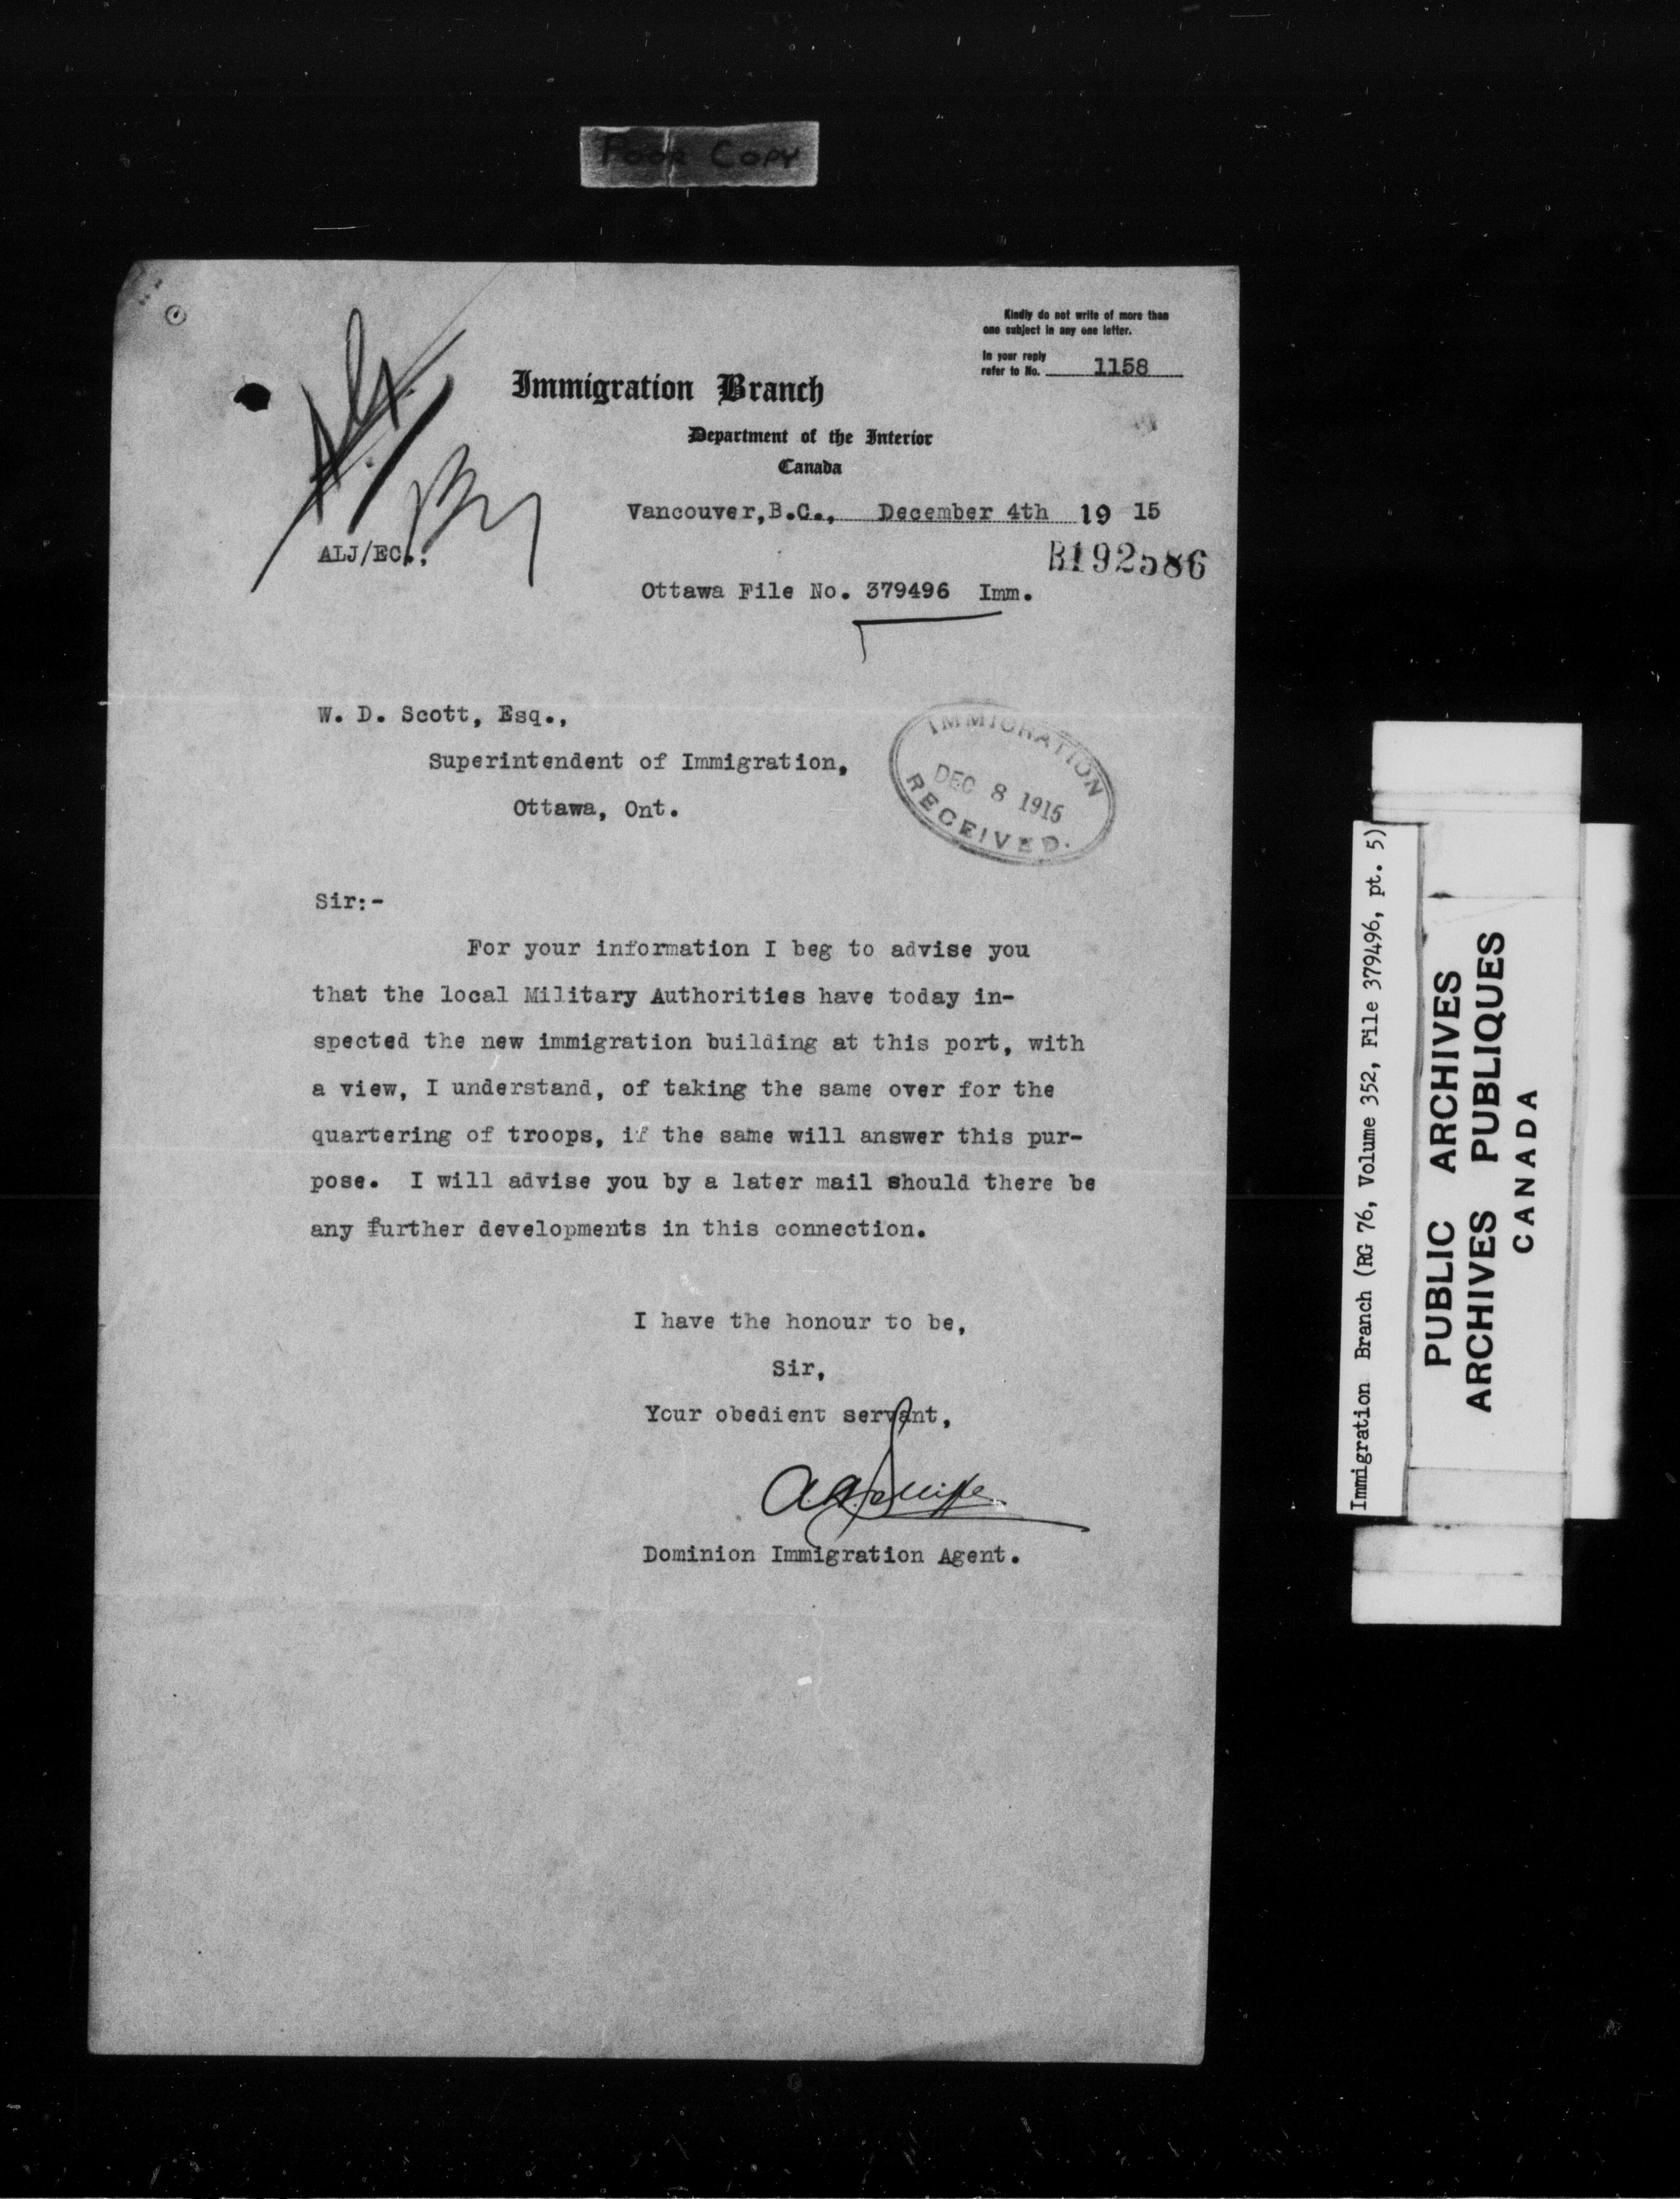 POOR COPY
Kindly do not write of more than
one subject in any one letter.
In your reply
refer to No. 1158
Immigration Branch
Department of the Interior
Canada
Vancouver,B.C., December 4th 19 15
ALJ/EC.;
B192586
Ottawa File No. 379496 Imm.
W. D. Scott, Esq.,
Superintendent of Immigration,
Ottawa, Ont.
IMMIGRATION
DEC 8 1915
RECEIVED.
Sir:-
For your information I beg to advise you
that the local Military Authorities have today in-
spected the new immigration building at this port, with
a view, I understand, of taking the same over for the
quartering of troops, if the same will answer this pur-
pose. I will advise you by a later mail should there be
any further developments in this connection.
I have the honour to be,
Sir,
Your obedient servant,
Dominion Immigration Agent.
Immigration Branch (RG 76, Volume 352, File 379496, pt. 5)
PUBLIC ARCHIVES
ARCHIVES PUBLIQUES
CANADA